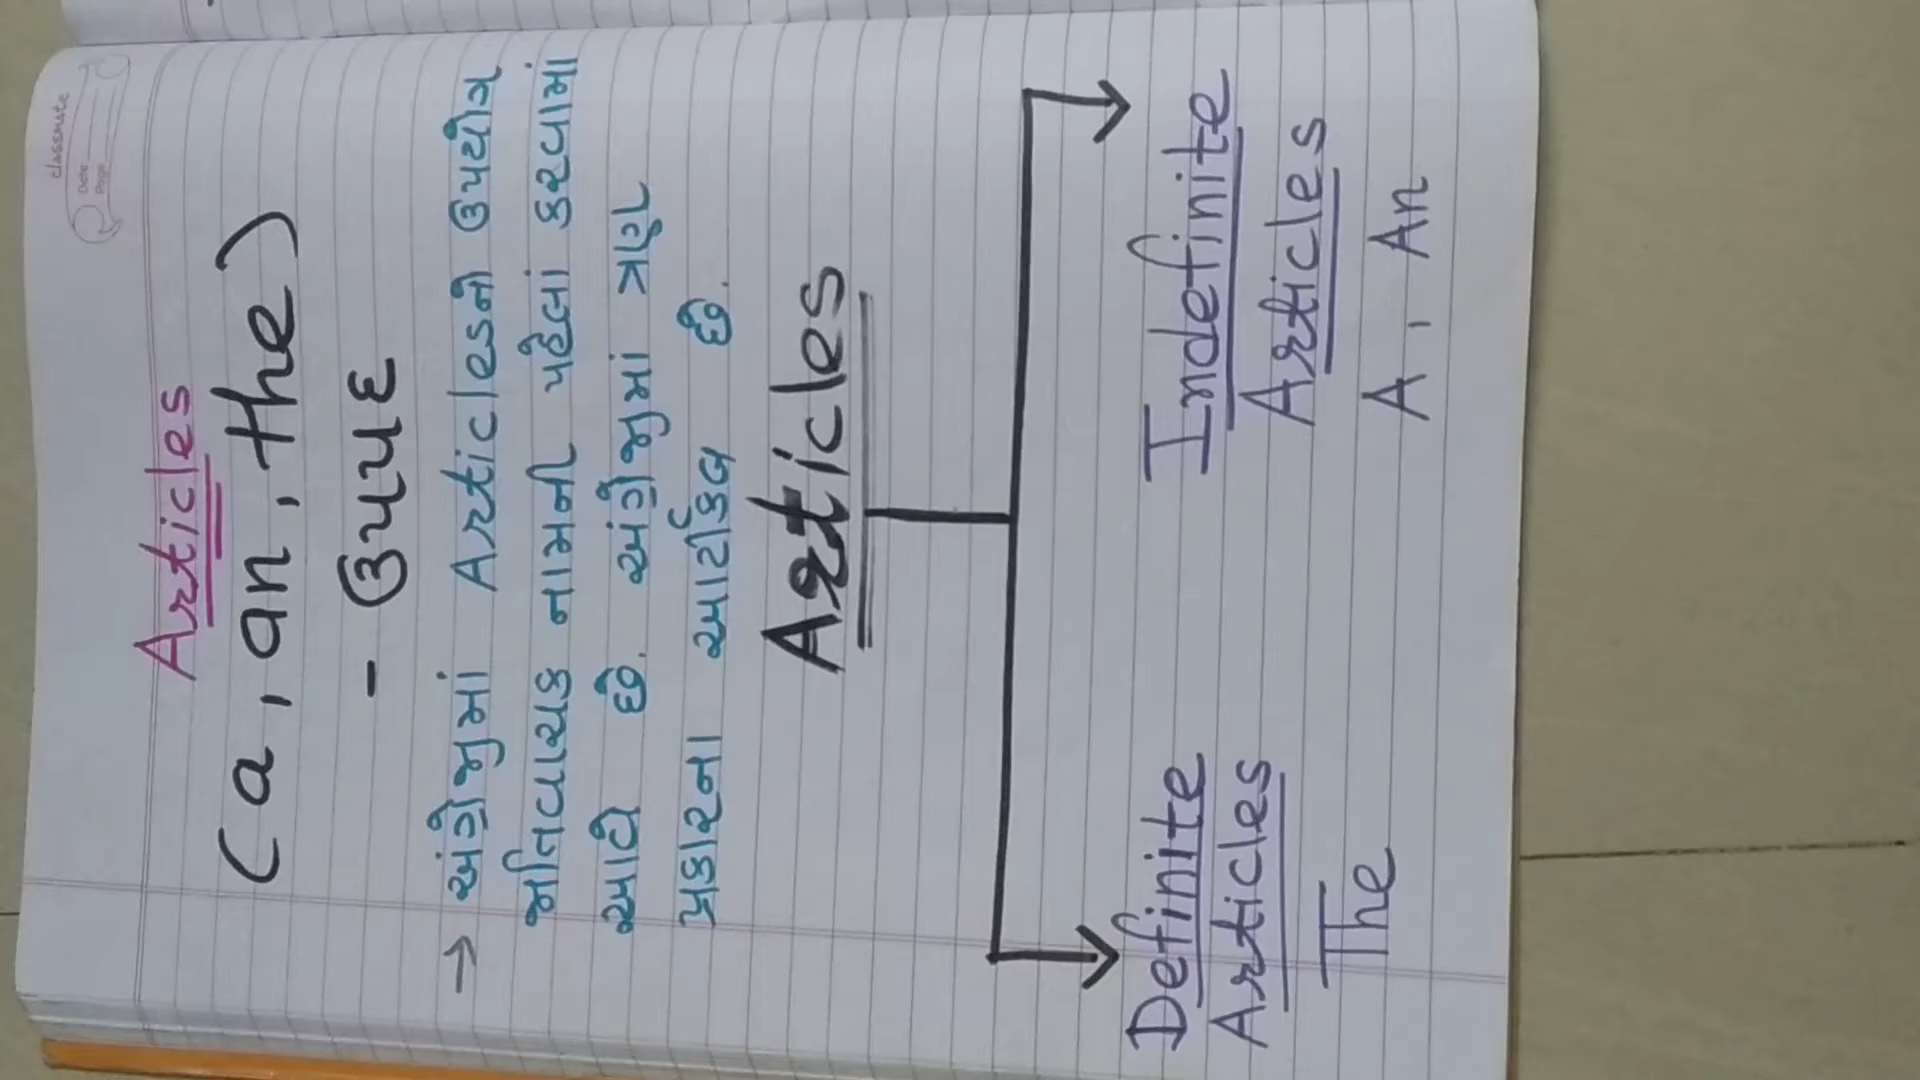 classmate
Date
Page
Articles
(a, an, the)
- ઉપપદ
→ અંગ્રેજીમાં Articlesનો ઉપયોગ
જાતિવાચક નામની પહેલાં કરવામાં
આવે છે. અંગ્રેજીમાં ત્રણ
પ્રકારના આર્ટીકલ છે.
Articles
Definite Indefinite
Articles Articles
The A, An